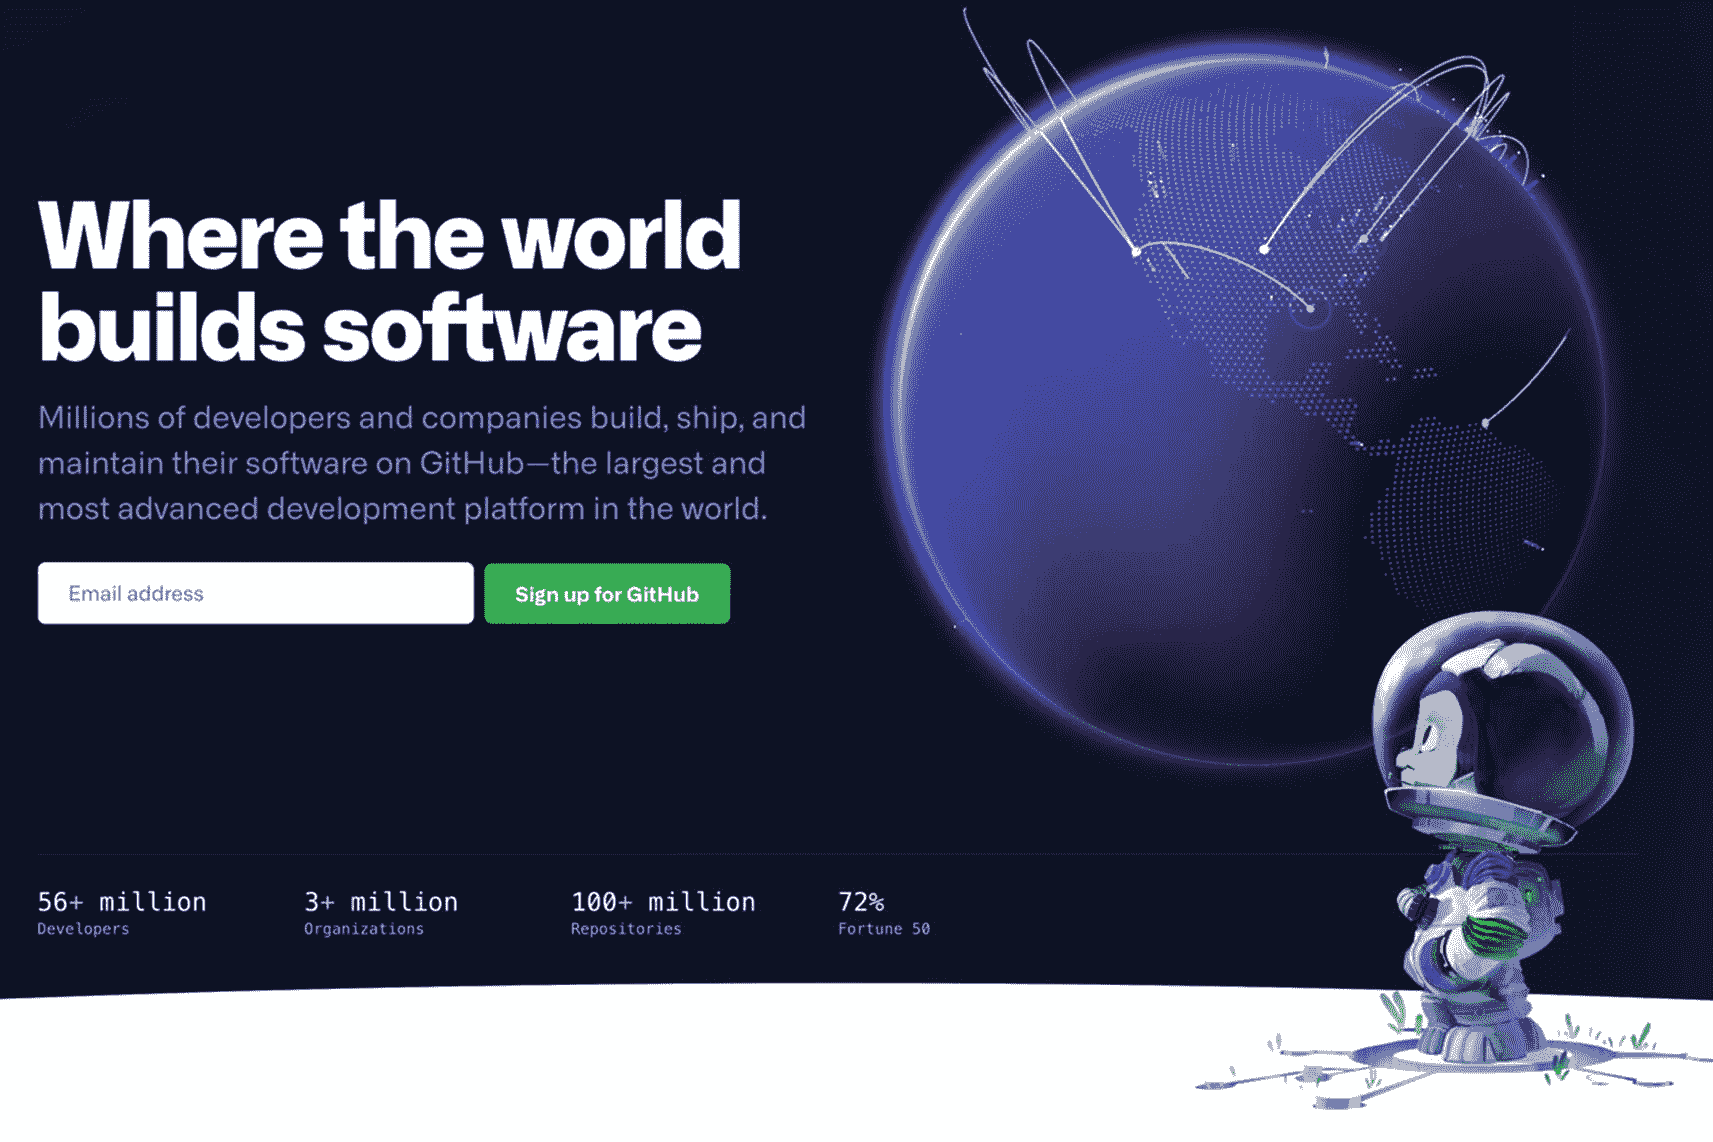 Where the world
builds software
Millions of developers and companies build, ship, and
maintain their software on GitHub—the largest and
most advanced development platform in the world.
Email address
Sign up for GitHub
56+ million
Developers
3+ million
Organizations
100+ million
Repositories
72%
Fortune 50